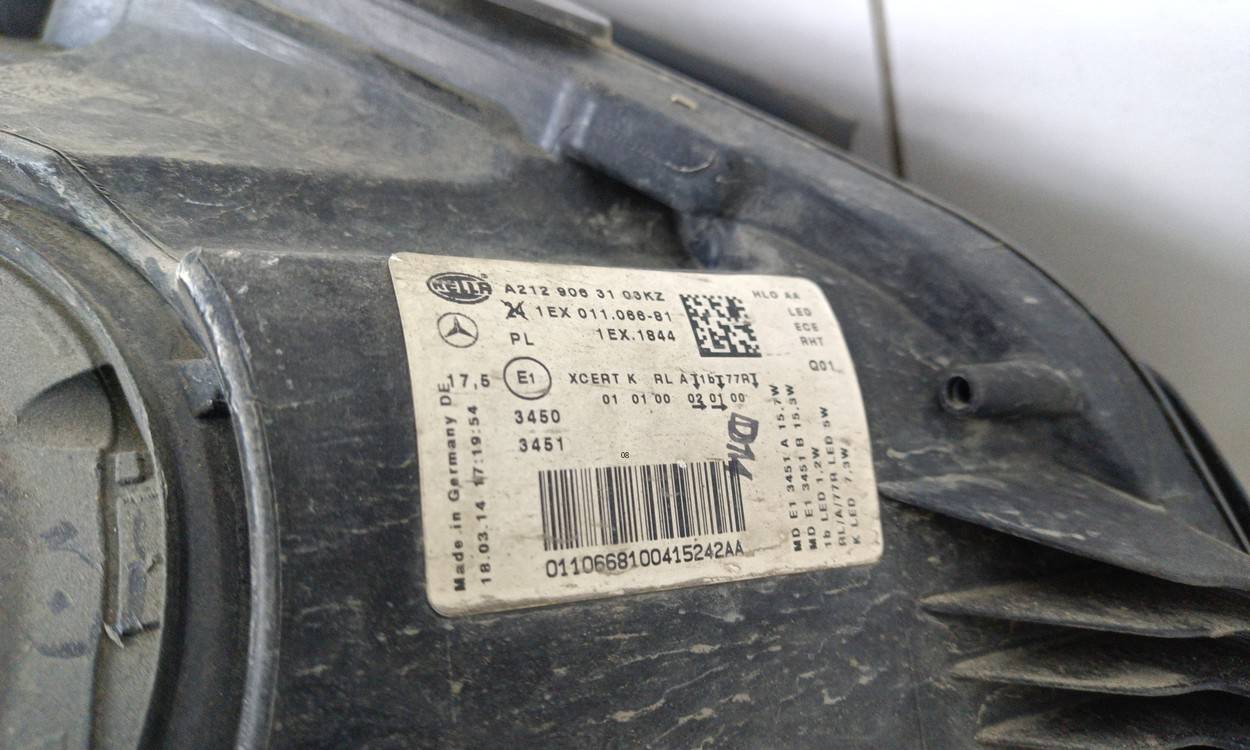 HELLA
A212 906 31 03KZ
1EX 011.066-81
PL
1EX.1844
HLG AA
LED
ECE
RHT
Q01
17,5
E1
XCERT K RL A 1b 77R
01 01 00 02 01 00
3450
3451
08
D14
0110668100415242AA
Made in Germany DE
18.03.14 17:19:54
MD E1 3451 A 15.7W
MD E1 3451 B 15.3W
1b LED 1,2W
RL/A/77R LED 5W
K LED 7,3W